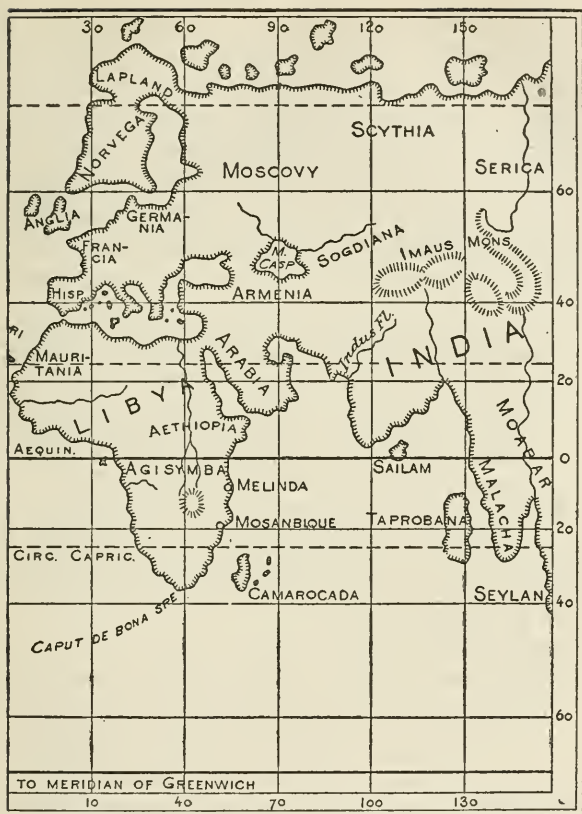 30 60 90 120 150
LAPLAND
NORVEGA
SCYTHIA
MOSCOVY
SERICA
60
ANGLIA
GERMA-
NIA
FRAN-
CIA
M.
CASP
SOGDIANA
IMAUS
MONS
HISP.
ARMENIA
40
RI
MAURI-
TANIA
ARABIA
Indus Fl.
INDIA
20
LIBYA
AETHIOPIA
MOABAR
AEQUIN.
AGISYMBA
SAILAM
0
MELINDA
MALACHA
MOSANBIQUE
TAPROBANA
20
CIRC. CAPRIC.
CAMAROCADA
SEYLAN
40
CAPUT DE BONA SPE
60
TO MERIDIAN OF GREENWICH
10 40 70 100 130